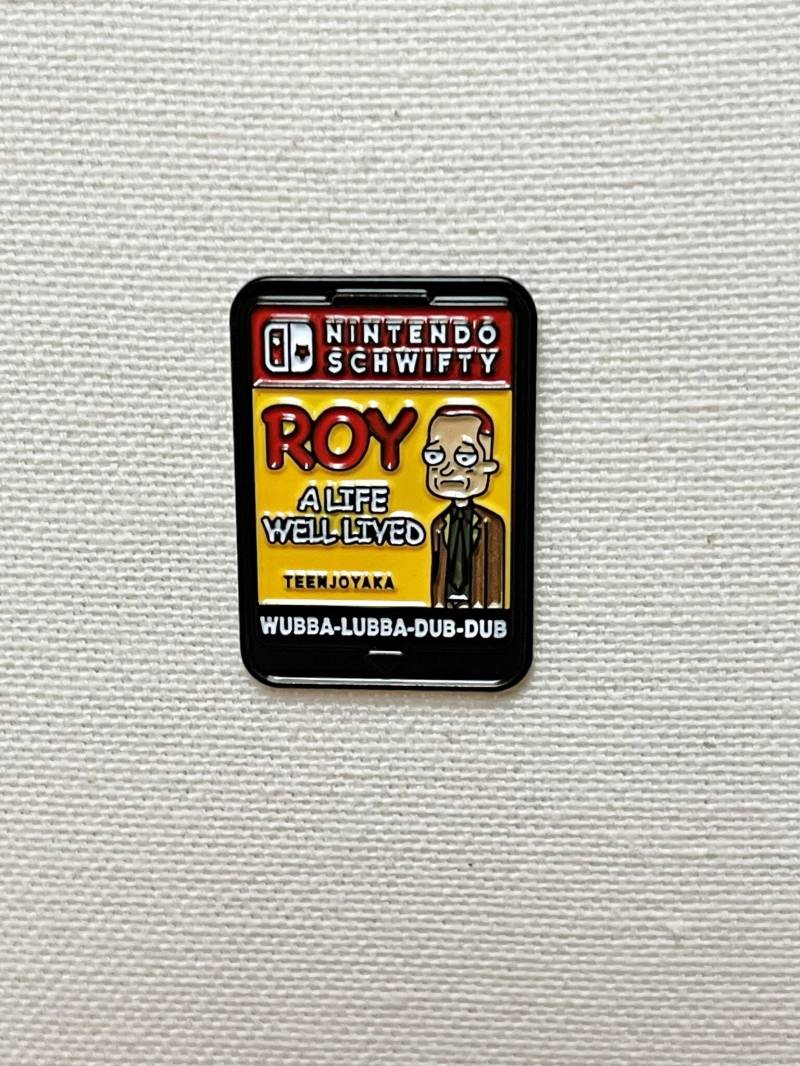 NINTENDO
SCHWIFTY
ROY
A LIFE
WELL LIVED
TEENJOYAKA
WUBBA-LUBBA-DUB-DUB